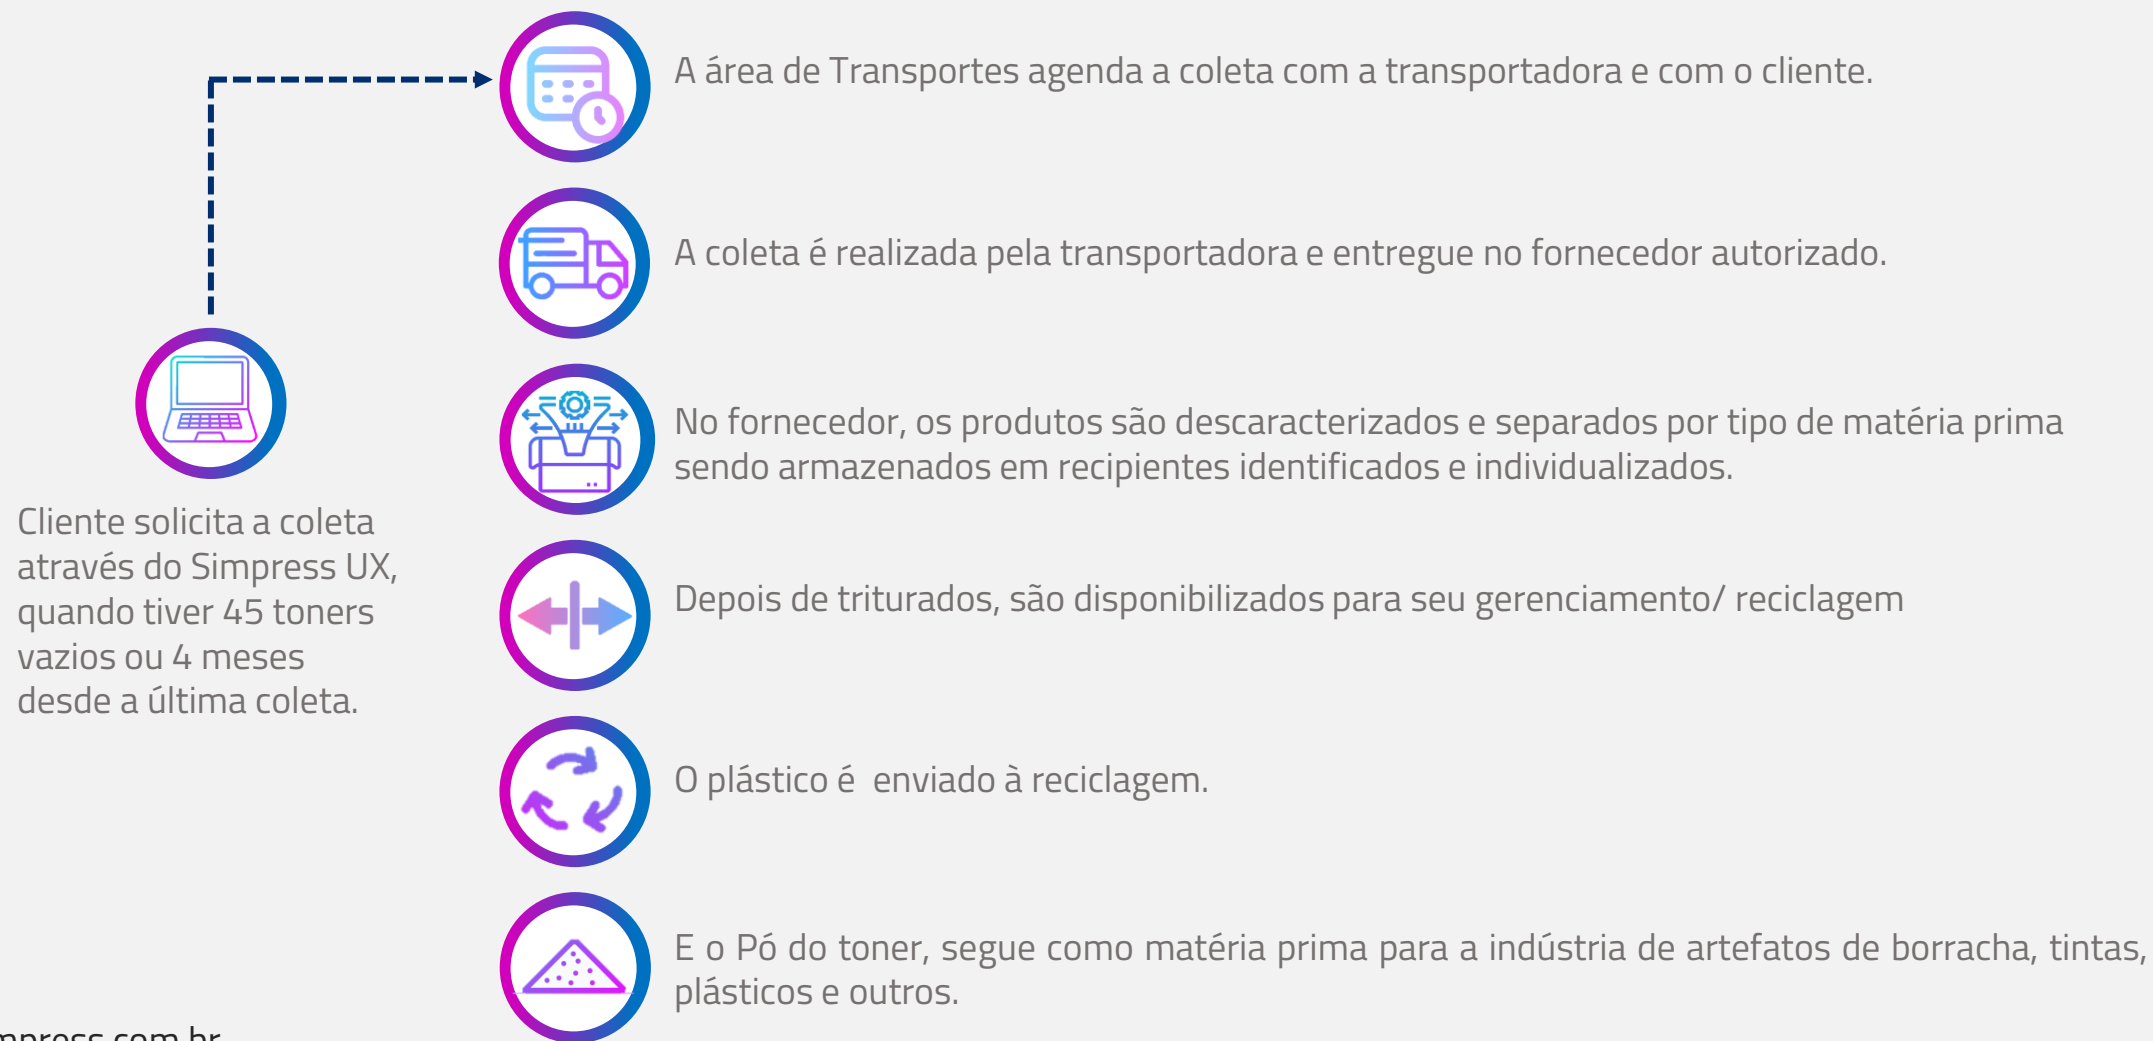 A área de Transportes agenda a coleta com a transportadora e com o cliente.
A coleta é realizada pela transportadora e entregue no fornecedor autorizado.
No fornecedor, os produtos são descaracterizados e separados por tipo de matéria prima
sendo armazenados em recipientes identificados e individualizados.
Cliente solicita a coleta
através do Simpress UX,
quando tiver 45 toners
vazios ou 4 meses
desde a última coleta.
Depois de triturados, são disponibilizados para seu gerenciamento/ reciclagem
O plástico é  enviado à reciclagem.
E o Pó do toner, segue como matéria prima para a indústria de artefatos de borracha, tintas,
plásticos e outros.